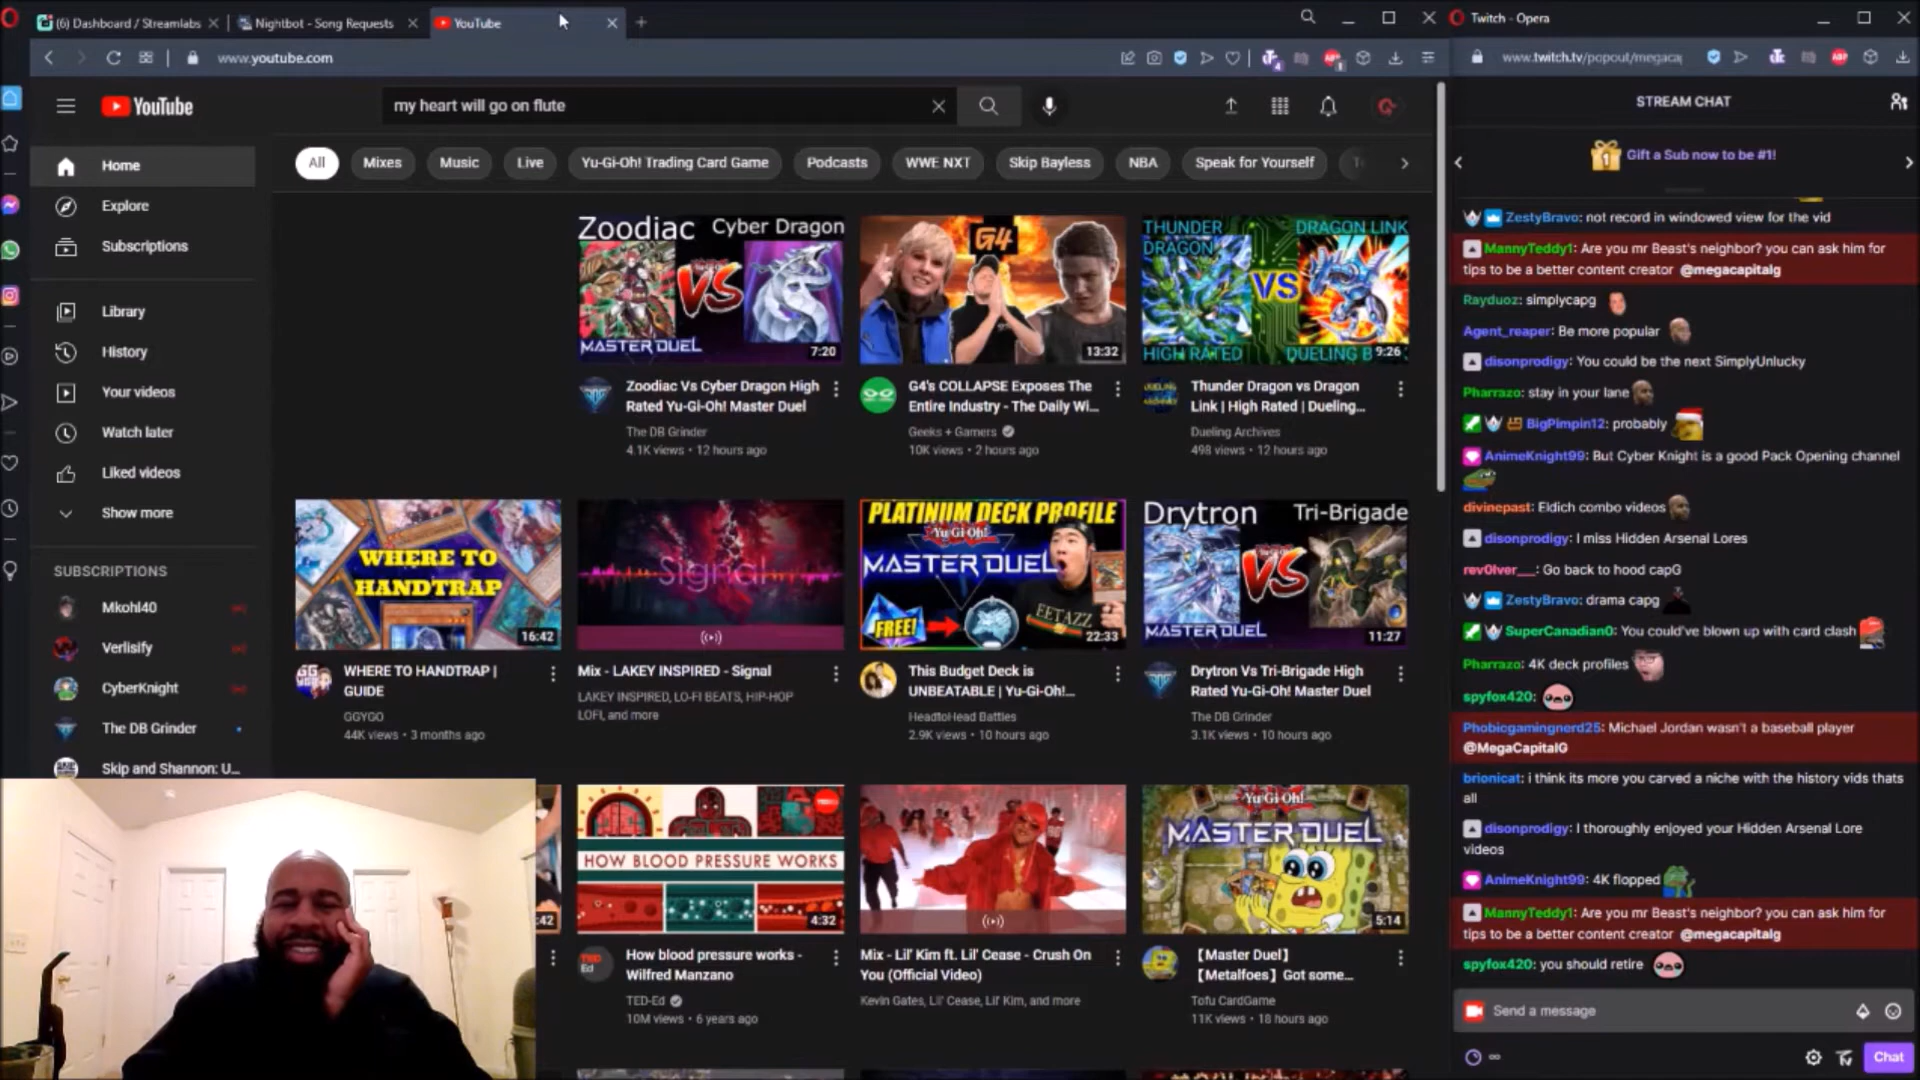 (6) Dashboard / Streamlabs
Nightbot - Song Requests
YouTube
www.youtube.com
YouTube
my heart will go on flute
All
Mixes
Music
Live
Yu-Gi-Oh! Trading Card Game
Podcasts
WWE NXT
Skip Bayless
NBA
Speak for Yourself
Home
Explore
Subscriptions
Library
History
Your videos
Watch later
Liked videos
Show more
SUBSCRIPTIONS
Mkohl40
Verlisify
CyberKnight
The DB Grinder
Skip and Shannon: U...
Zoodiac Cyber Dragon
VS
MASTER DUEL
7:20
Zoodiac Vs Cyber Dragon High
Rated Yu-Gi-Oh! Master Duel
The DB Grinder
4.1K views • 12 hours ago
G4
13:32
G4's COLLAPSE Exposes The
Entire Industry - The Daily Wi...
Geeks + Gamers
10K views • 2 hours ago
THUNDER DRAGON
DRAGON LINK
VS
HIGH RATED
DUELING B
9:26
Thunder Dragon vs Dragon
Link | High Rated | Dueling...
Dueling Archives
498 views • 12 hours ago
WHERE TO
HANDTRAP
16:42
WHERE TO HANDTRAP |
GUIDE
GGYGO
44K views • 3 months ago
Signal
Mix - LAKEY INSPIRED - Signal
LAKEY INSPIRED, LO-FI BEATS, HIP-HOP
LOFI, and more
PLATINUM DECK PROFILE
Yu-Gi-Oh!
MASTER DUEL
FREE!
EETAZZ
22:33
This Budget Deck is
UNBEATABLE | Yu-Gi-Oh!...
HeadtoHead Battles
2.9K views • 10 hours ago
Drytron Tri-Brigade
VS
MASTER DUEL
11:27
Drytron Vs Tri-Brigade High
Rated Yu-Gi-Oh! Master Duel
The DB Grinder
3.1K views • 10 hours ago
:42
HOW BLOOD PRESSURE WORKS
4:32
TED Ed
How blood pressure works -
Wilfred Manzano
TED-Ed
10M views • 6 years ago
Mix - Lil' Kim ft. Lil' Cease - Crush On
You (Official Video)
Kevin Gates, Lil' Cease, Lil' Kim, and more
Yu-Gi-Oh!
MASTER DUEL
5:14
【Master Duel】
【Metalfoes】Got some...
Tofu CardGame
11K views • 18 hours ago
Twitch - Opera
www.twitch.tv/popout/megacap
STREAM CHAT
1
Gift a Sub now to be #1!
ZestyBravo: not record in windowed view for the vid
MannyTeddy1: Are you mr Beast's neighbor? you can ask him for
tips to be a better content creator @megacapitalg
Rayduoz: simplycapg
Agent_reaper: Be more popular
disonprodigy: You could be the next SimplyUnlucky
Pharrazo: stay in your lane
BigPimpin12: probably
AnimeKnight99: But Cyber Knight is a good Pack Opening channel
divinepast: Eldich combo videos
disonprodigy: I miss Hidden Arsenal Lores
rev0lver___: Go back to hood capG
ZestyBravo: drama capg
SuperCanadian0: You could've blown up with card clash
Pharrazo: 4K deck profiles
spyfox420:
Phobicgamingnerd25: Michael Jordan wasn't a baseball player
@MegaCapitalG
brionicat: i think its more you carved a niche with the history vids thats
all
disonprodigy: I thoroughly enjoyed your Hidden Arsenal Lore
videos
AnimeKnight99: 4K flopped
MannyTeddy1: Are you mr Beast's neighbor? you can ask him for
tips to be a better content creator @megacapitalg
spyfox420: you should retire
Send a message
Chat